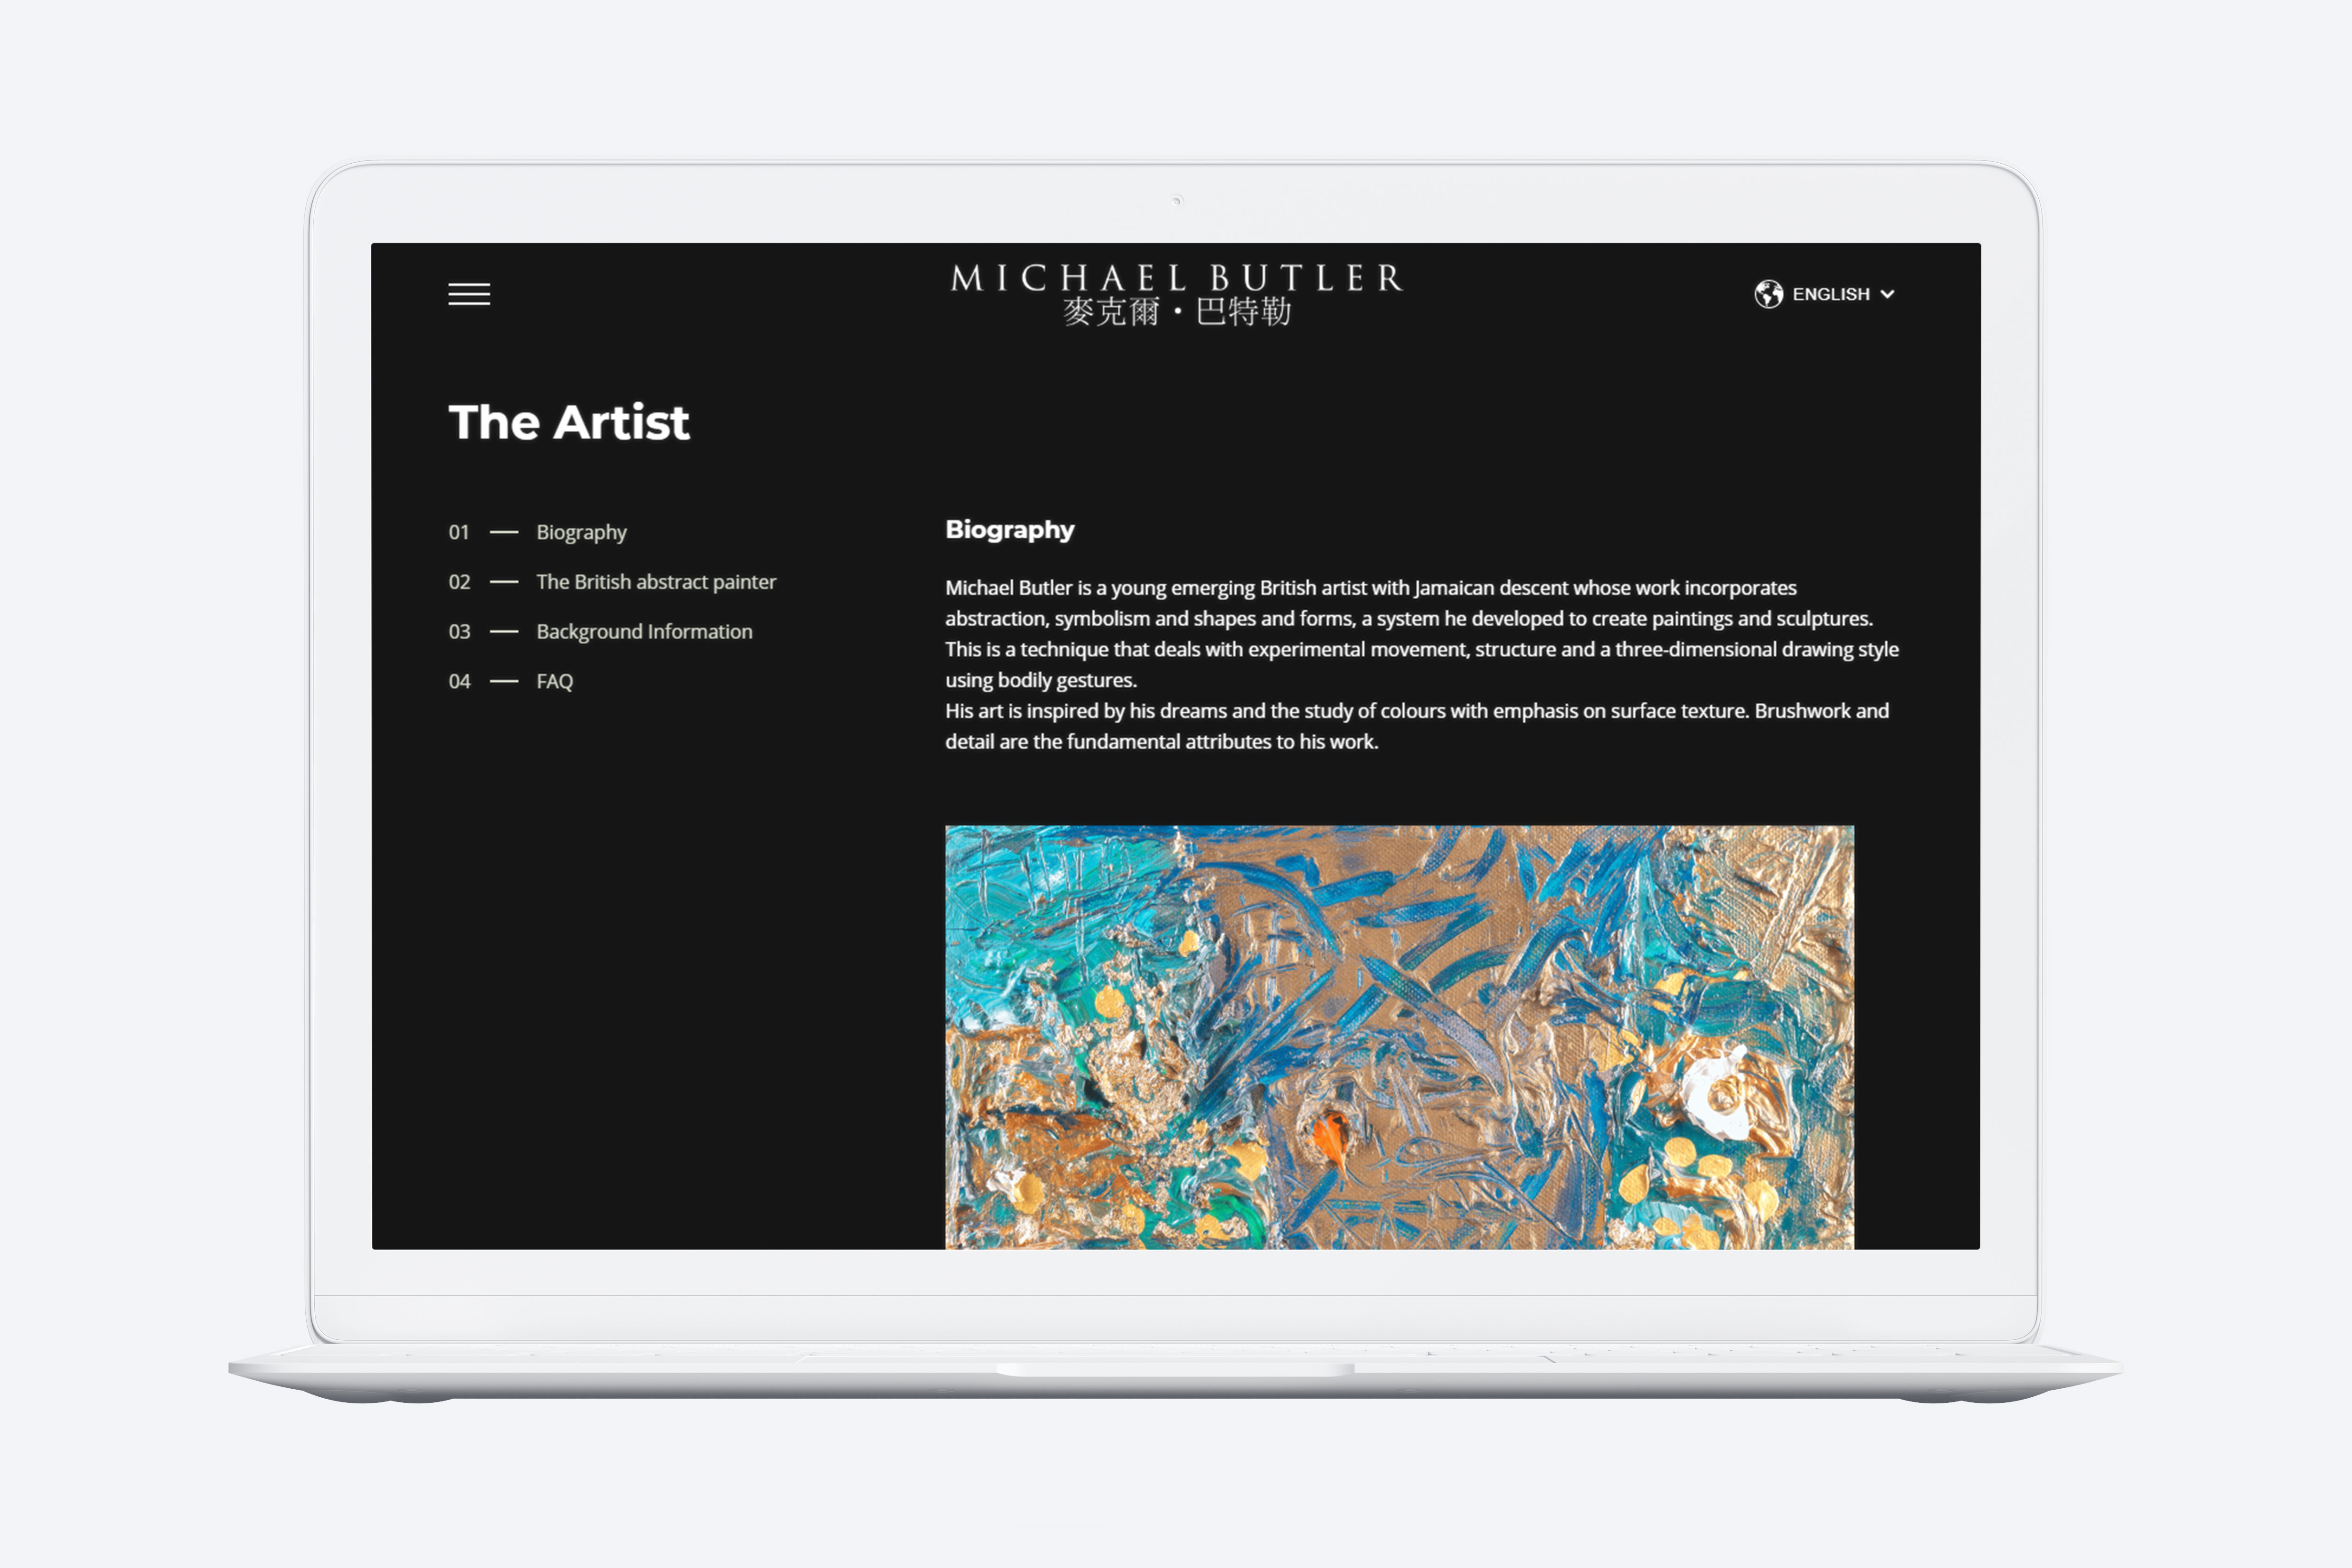 MICHAEL BUTLER
麥克爾・巴特勒
ENGLISH
The Artist
01 — Biography
02 — The British abstract painter
03 — Background Information
04 — FAQ
Biography
Michael Butler is a young emerging British artist with Jamaican descent whose work incorporates
abstraction, symbolism and shapes and forms, a system he developed to create paintings and sculptures.
This is a technique that deals with experimental movement, structure and a three-dimensional drawing style
using bodily gestures.
His art is inspired by his dreams and the study of colours with emphasis on surface texture. Brushwork and
detail are the fundamental attributes to his work.